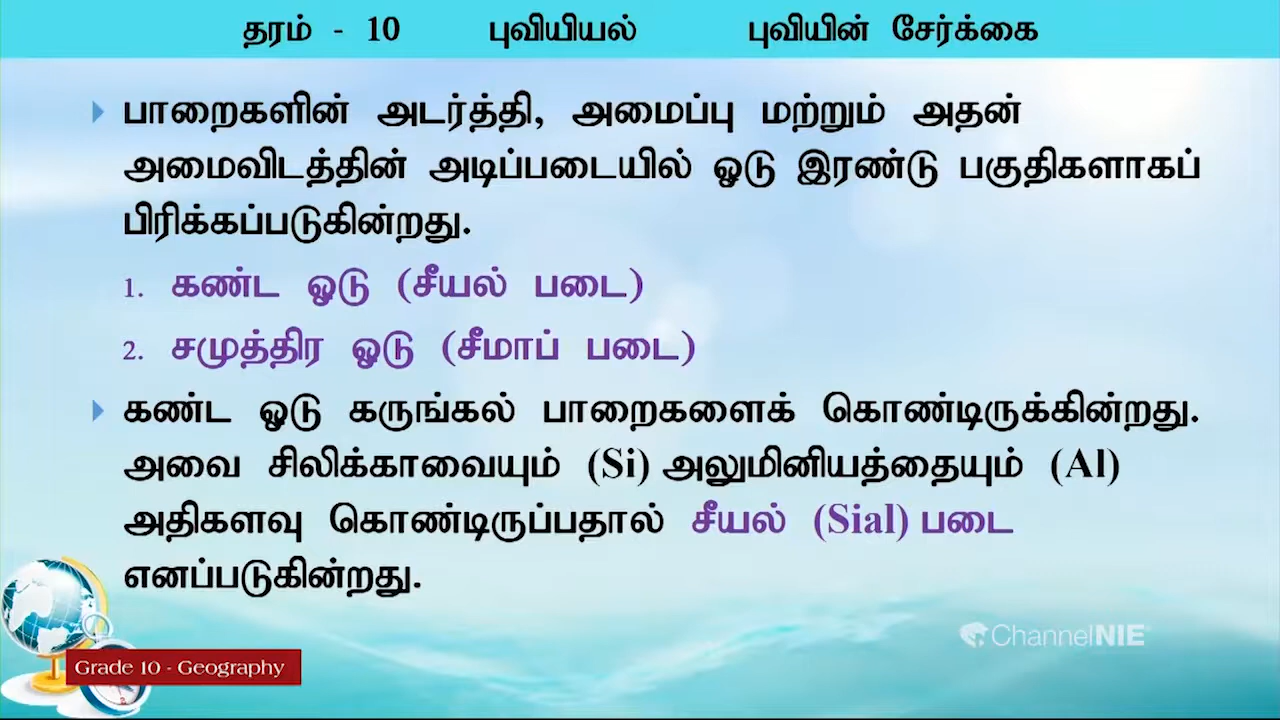 தரம் - 10 புவியியல் புவியின் சேர்க்கை
பாறைகளின் அடர்த்தி, அமைப்பு மற்றும் அதன்
அமைவிடத்தின் அடிப்படையில் ஓடு இரண்டு பகுதிகளாகப்
பிரிக்கப்படுகின்றது.
1. கண்ட ஓடு (சீயல் படை)
2. சமுத்திர ஓடு (சீமாப் படை)
கண்ட ஓடு கருங்கல் பாறைகளைக் கொண்டிருக்கின்றது.
அவை சிலிக்காவையும் (Si) அலுமினியத்தையும் (Al)
அதிகளவு கொண்டிருப்பதால் சீயல் (Sial) படை
எனப்படுகின்றது.
ChannelNIE
Grade 10 - Geography